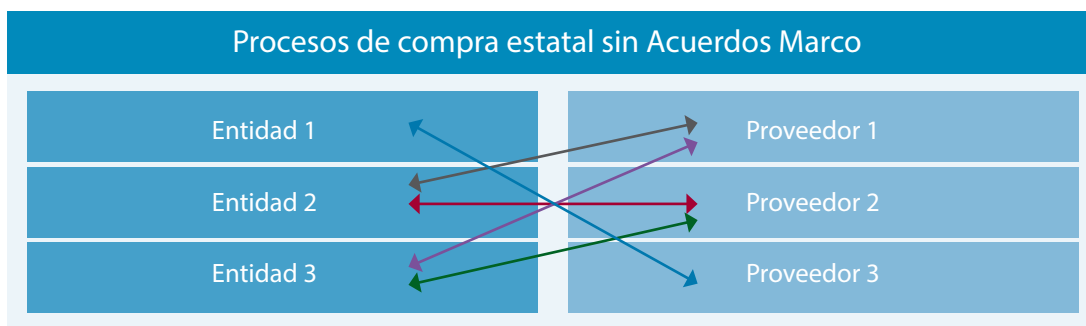 Procesos de compra estatal sin Acuerdos Marco
Entidad 1
Proveedor 1
Entidad 2
Proveedor 2
Entidad 3
Proveedor 3